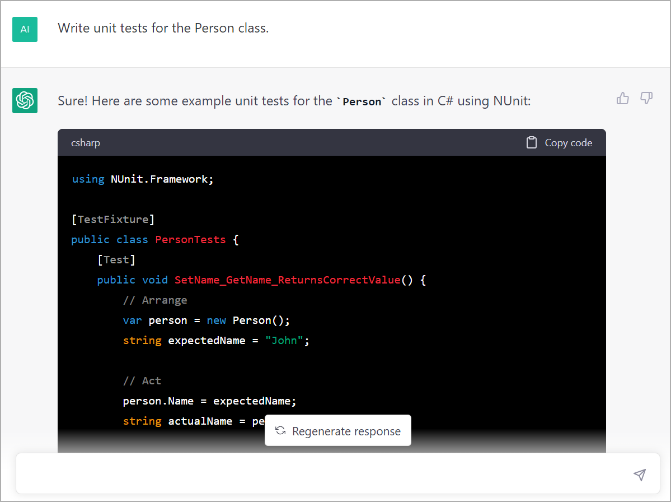 AI
Write unit tests for the Person class.
Sure! Here are some example unit tests for the `Person` class in C# using NUnit:
csharp
Copy code
using NUnit.Framework;
[TestFixture]
public class PersonTests {
[Test]
public void SetName_GetName_ReturnsCorrectValue() {
// Arrange
var person = new Person();
string expectedName = "John";
// Act
person.Name = expectedName;
string actualName = pe
Regenerate response